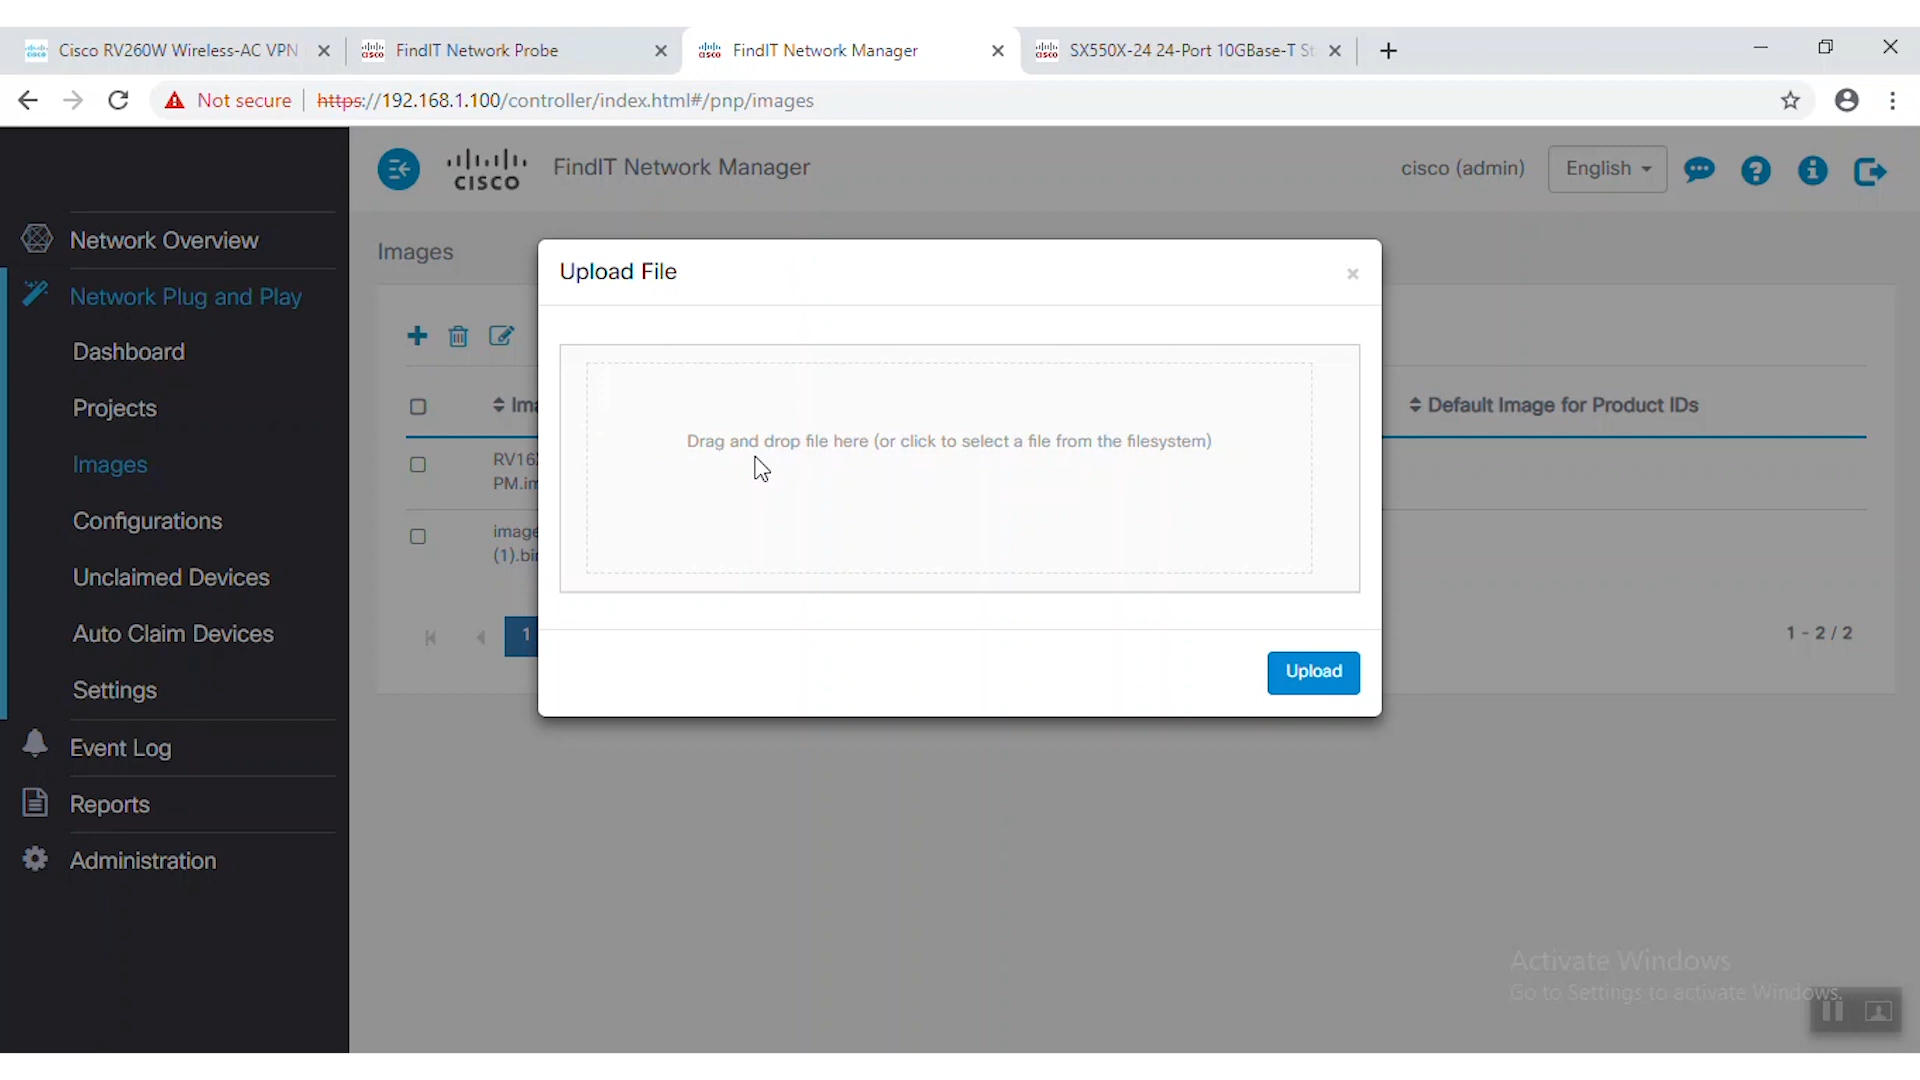 Cisco RV260W Wireless-AC VPN
FindIT Network Probe
FindIT Network Manager
SX550X-24 24-Port 10GBase-T St
Not secure
https://192.168.1.100/controller/index.html#/pnp/images
CISCO
FindIT Network Manager
cisco (admin)
English
Network Overview
Network Plug and Play
Dashboard
Projects
Images
Configurations
Unclaimed Devices
Auto Claim Devices
Settings
Event Log
Reports
Administration
Images
Default Image for Product IDs
RV16
PM.im
image
(1).bin
1
1 - 2 / 2
Upload File
Drag and drop file here (or click to select a file from the filesystem)
Upload
Activate Windows
Go to Settings to activate Windows.